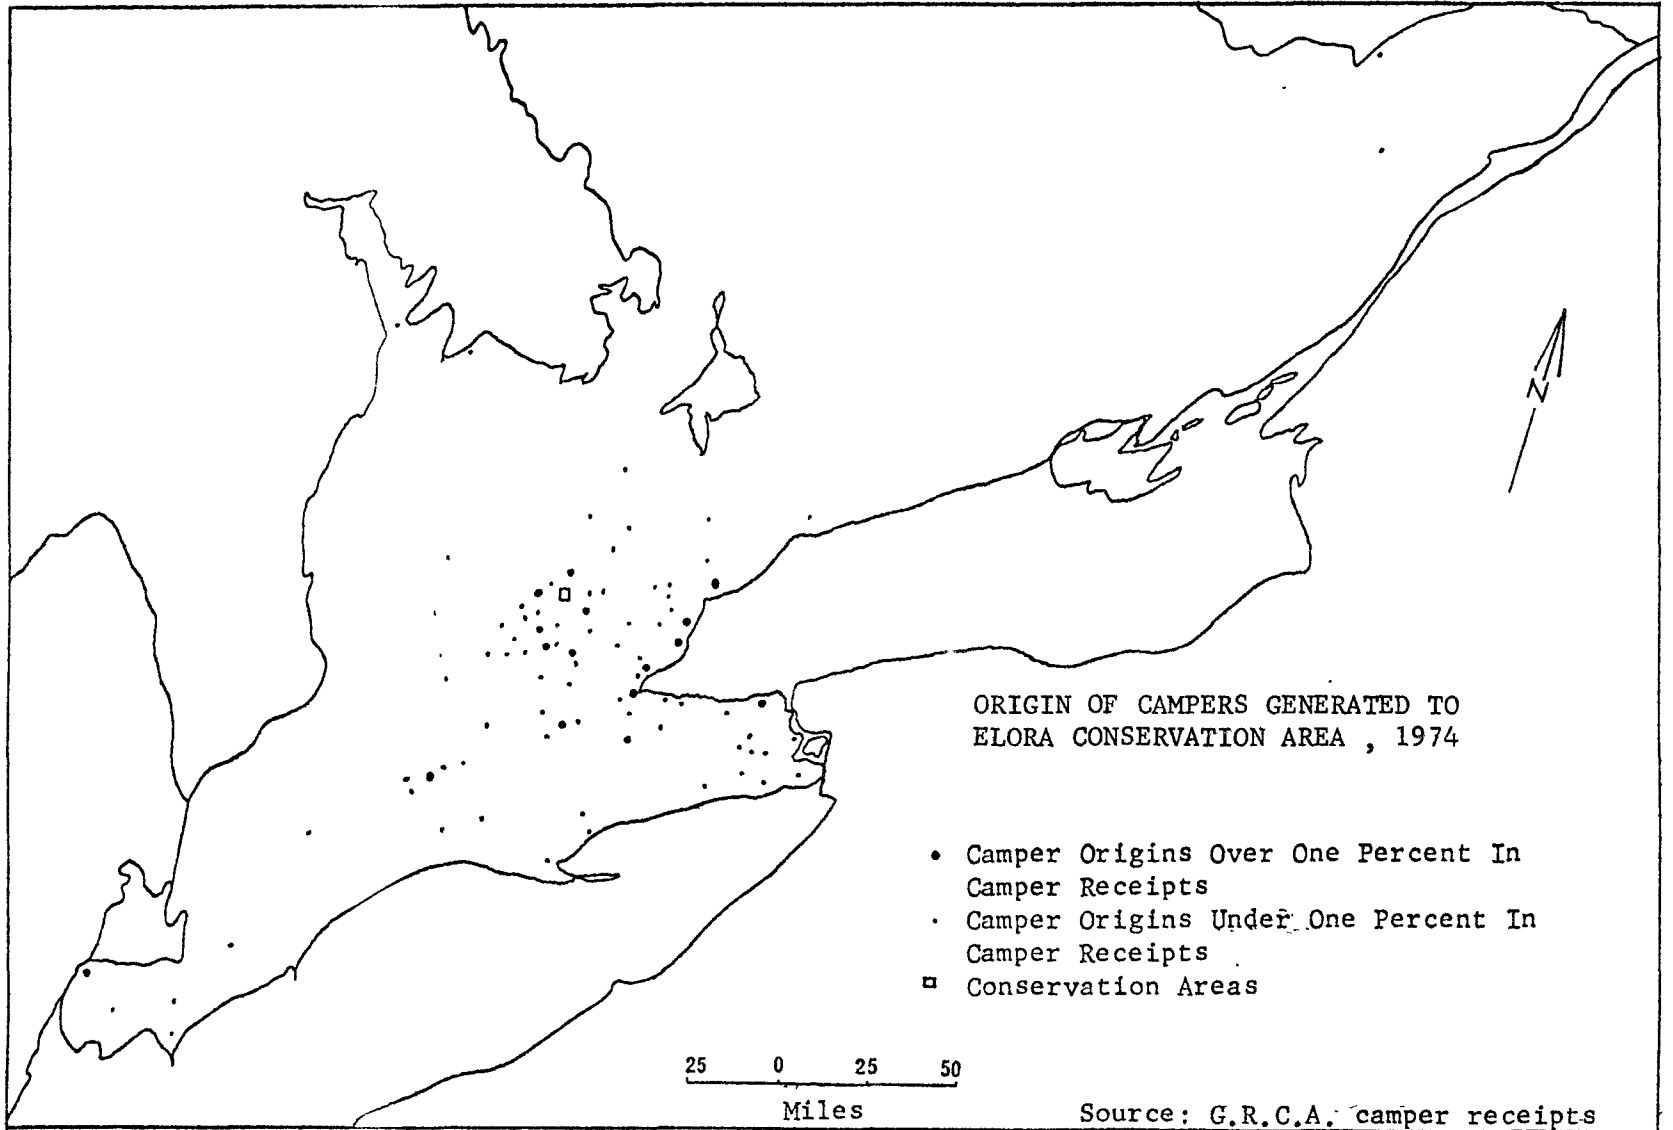 N
ORIGIN OF CAMPERS GENERATED TO
ELORA CONSERVATION AREA , 1974
Camper Origins Over One Percent In
Camper Receipts
Camper Origins Under One Percent In
Camper Receipts
Conservation Areas
25 0 25 50
Miles
Source: G.R.C.A. camper receipts